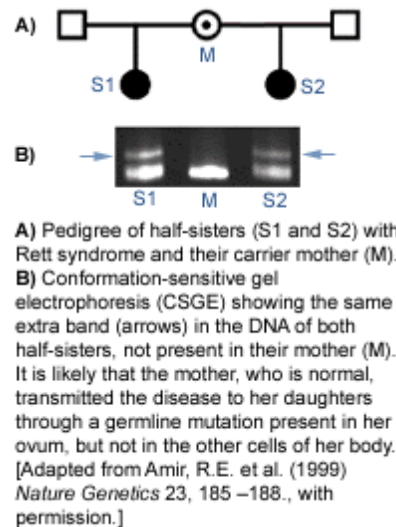 A)
M
S1 S2
B)
S1 M S2
A) Pedigree of half-sisters (S1 and S2) with
Rett syndrome and their carrier mother (M).
B) Conformation-sensitive gel
electrophoresis (CSGE) showing the same
extra band (arrows) in the DNA of both
half-sisters, not present in their mother (M).
It is likely that the mother, who is normal,
transmitted the disease to her daughters
through a germline mutation present in her
ovum, but not in the other cells of her body.
[Adapted from Amir, R.E. et al. (1999)
Nature Genetics 23, 185 –188., with
permission.]